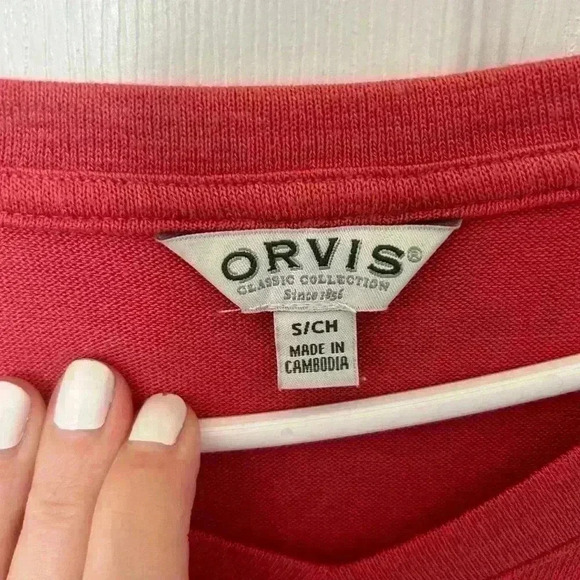 ORVIS®
CLASSIC COLLECTION
Since 1856
S/CH
MADE IN
CAMBODIA